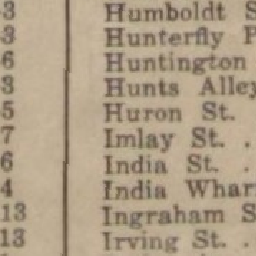 3 Humboldt S
3 Hunterfly P
6 Huntington
3 Hunts Alley
5 Huron St.
7 Imlay St. .
6 India St. .
4 India Whar
13 Ingraham S
13 Irving St. .